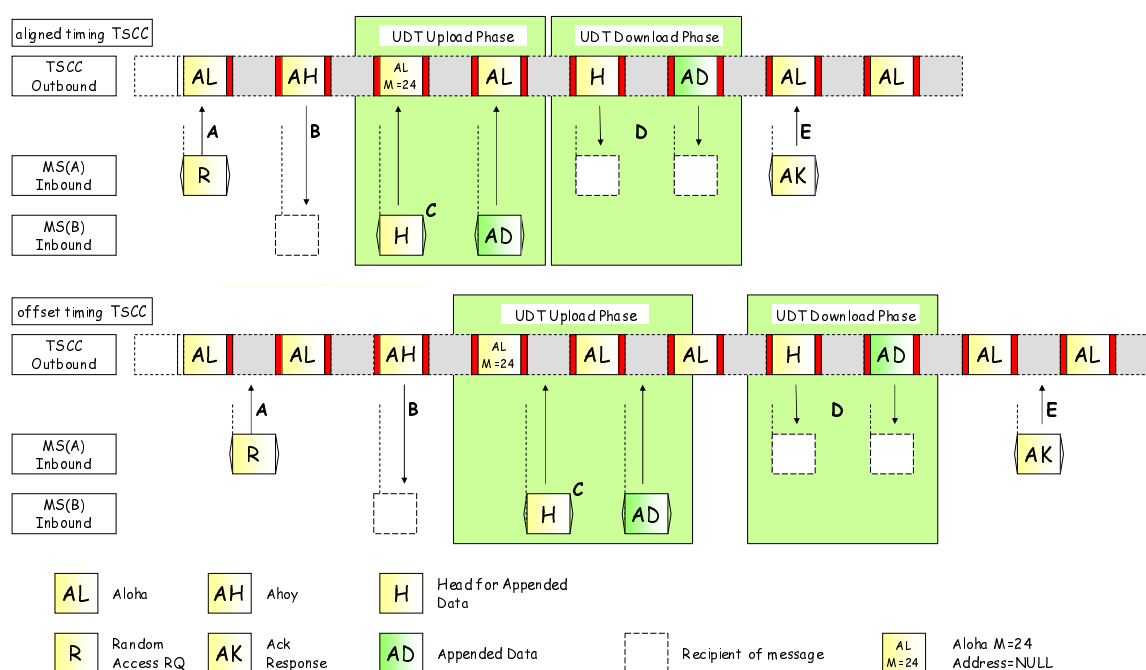 aligned timing TSCC
UDT Upload Phase
UDT Download Phase
TSCC
Outbound
AL
AH
AL
M=24
AL
H
AD
AL
AL
A
B
D
E
MS(A)
Inbound
R
AK
C
MS(B)
Inbound
H
AD
offset timing TSCC
UDT Upload Phase
UDT Download Phase
TSCC
Outbound
AL
AL
AH
AL
M=24
AL
AL
H
AD
AL
AL
A
B
D
E
MS(A)
Inbound
R
AK
C
MS(B)
Inbound
H
AD
AL
Aloha
AH
Ahoy
H
Head for Appended
Data
R
Random
Access RQ
AK
Ack
Response
AD
Appended Data
Recipient of message
AL
M=24
Aloha M=24
Address=NULL